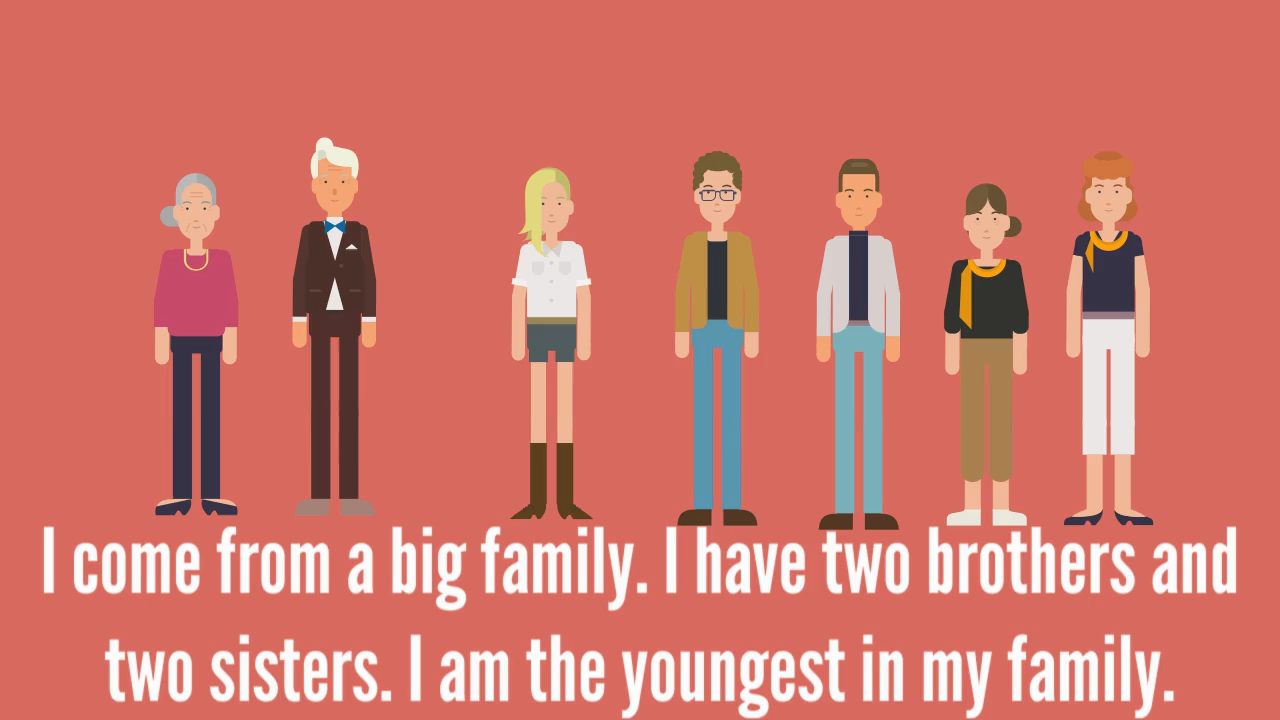 I come from a big family. I have two brothers and
two sisters. I am the youngest in my family.